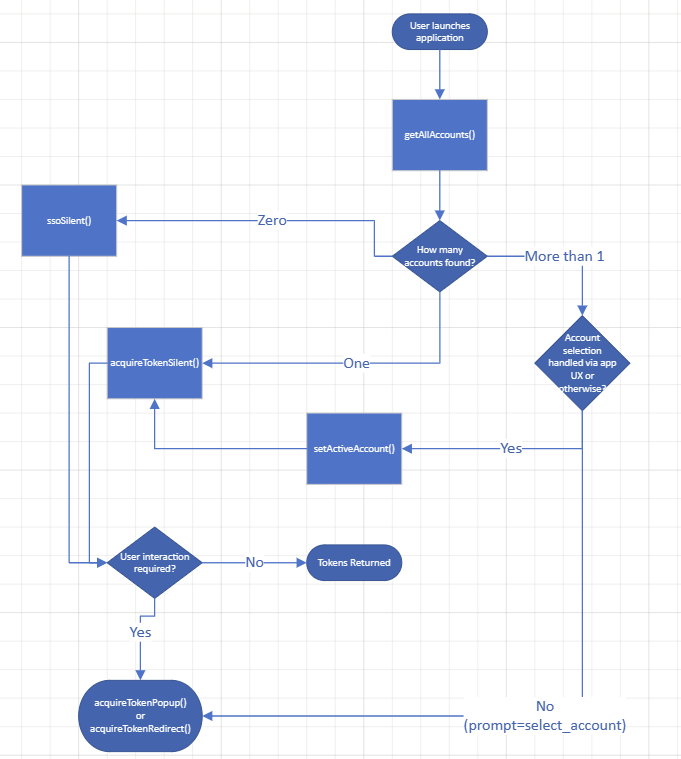 User launches
application
getAllAccounts()
How many
accounts found?
Zero
ssoSilent()
More than 1
Account
selection
handled via app
UX or
otherwise?
One
acquireTokenSilent()
Yes
setActiveAccount()
User interaction
required?
No
Tokens Returned
Yes
acquireTokenPopup()
or
acquireTokenRedirect()
No
(prompt=select_account)